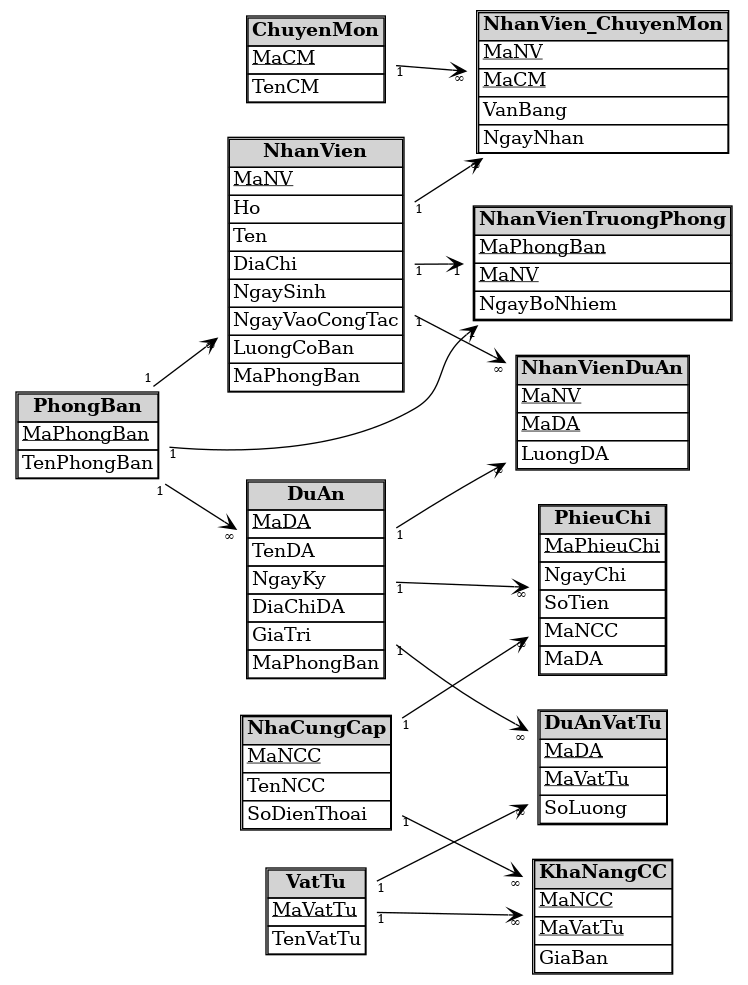 ChuyenMon
MaCM
TenCM
NhanVien_ChuyenMon
MaNV
MaCM
VanBang
NgayNhan
NhanVien
MaNV
Ho
Ten
DiaChi
NgaySinh
NgayVaoCongTac
LuongCoBan
MaPhongBan
NhanVienTruongPhong
MaPhongBan
MaNV
NgayBoNhiem
NhanVienDuAn
MaNV
MaDA
LuongDA
PhongBan
MaPhongBan
TenPhongBan
DuAn
MaDA
TenDA
NgayKy
DiaChiDA
GiaTri
MaPhongBan
PhieuChi
MaPhieuChi
NgayChi
SoTien
MaNCC
MaDA
NhaCungCap
MaNCC
TenNCC
SoDienThoai
DuAnVatTu
MaDA
MaVatTu
SoLuong
VatTu
MaVatTu
TenVatTu
KhaNangCC
MaNCC
MaVatTu
GiaBan
1
∞
1
1
1
1
∞
1
1
1
∞
1
1
∞
1
∞
1
1
∞
1
1
∞